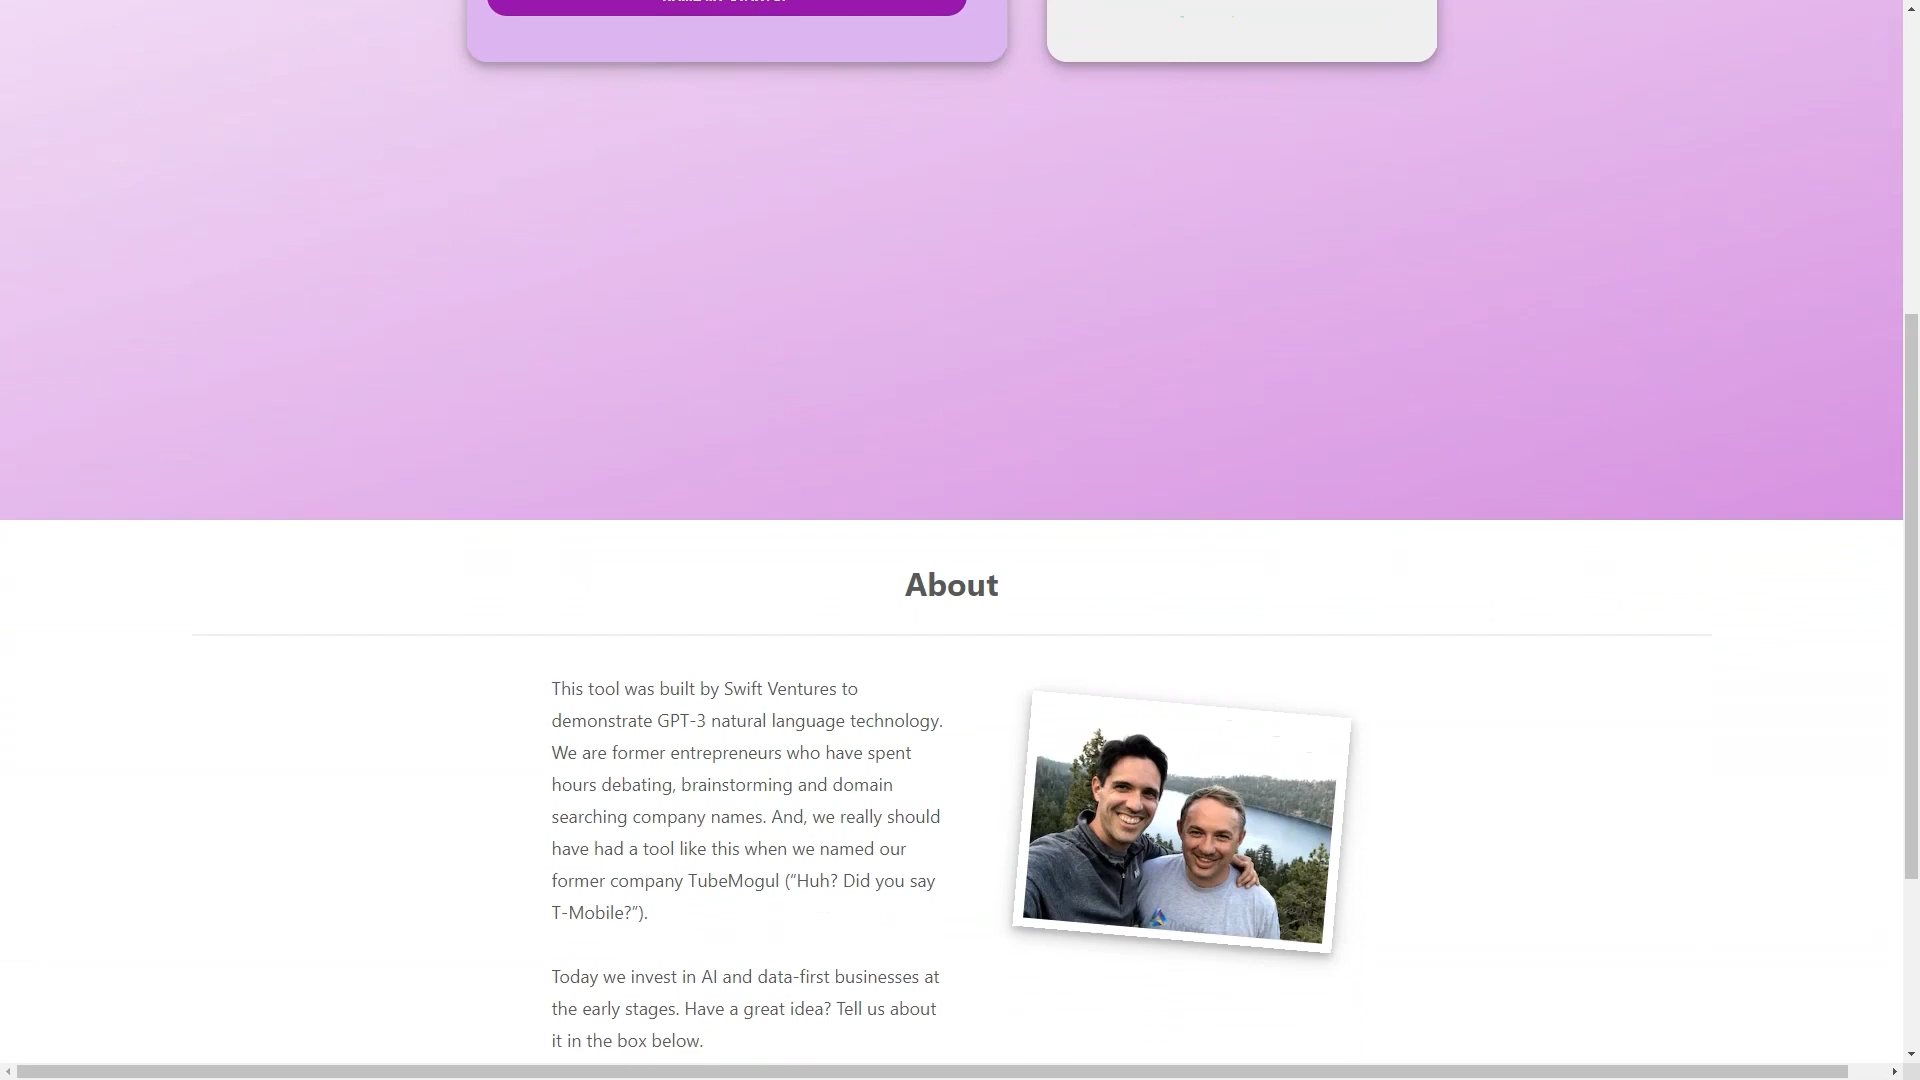 About
This tool was built by Swift Ventures to
demonstrate GPT-3 natural language technology.
We are former entrepreneurs who have spent
hours debating, brainstorming and domain
searching company names. And, we really should
have had a tool like this when we named our
former company TubeMogul (“Huh? Did you say
T-Mobile?”).
Today we invest in AI and data-first businesses at
the early stages. Have a great idea? Tell us about
it in the box below.